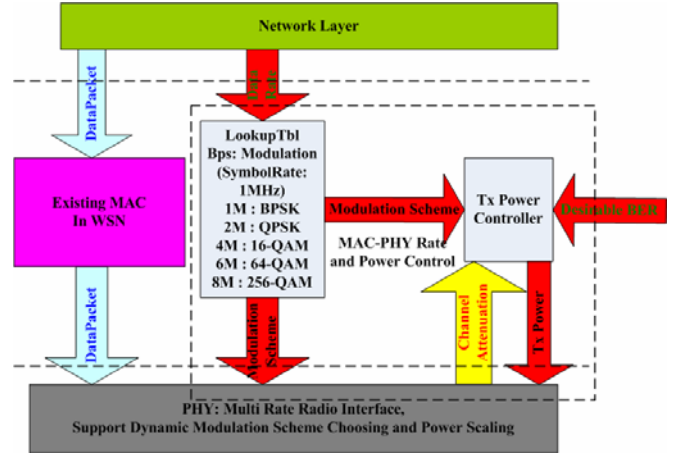 Network Layer
DataPacket
Data
Rate
LookupTbl
Bps: Modulation
(SymbolRate:
1MHz)
1M : BPSK
2M : QPSK
4M : 16-QAM
6M : 64-QAM
8M : 256-QAM
Existing MAC
In WSN
Modulation Scheme
Tx Power
Controller
Desirable BER
MAC-PHY Rate
and Power Control
DataPacket
Modulation
Scheme
Channel
Attenuation
Tx Power
PHY: Multi Rate Radio Interface,
Support Dynamic Modulation Scheme Choosing and Power Scaling